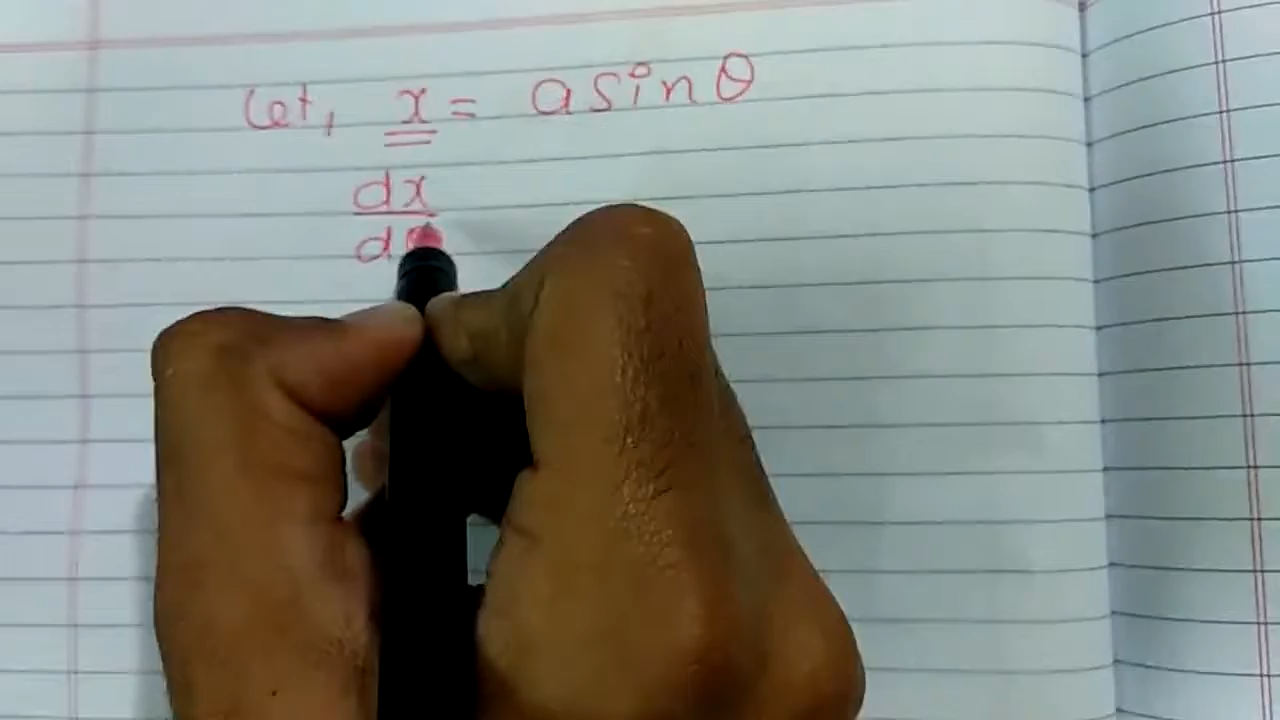 Let, x = a sin θ
dx
d